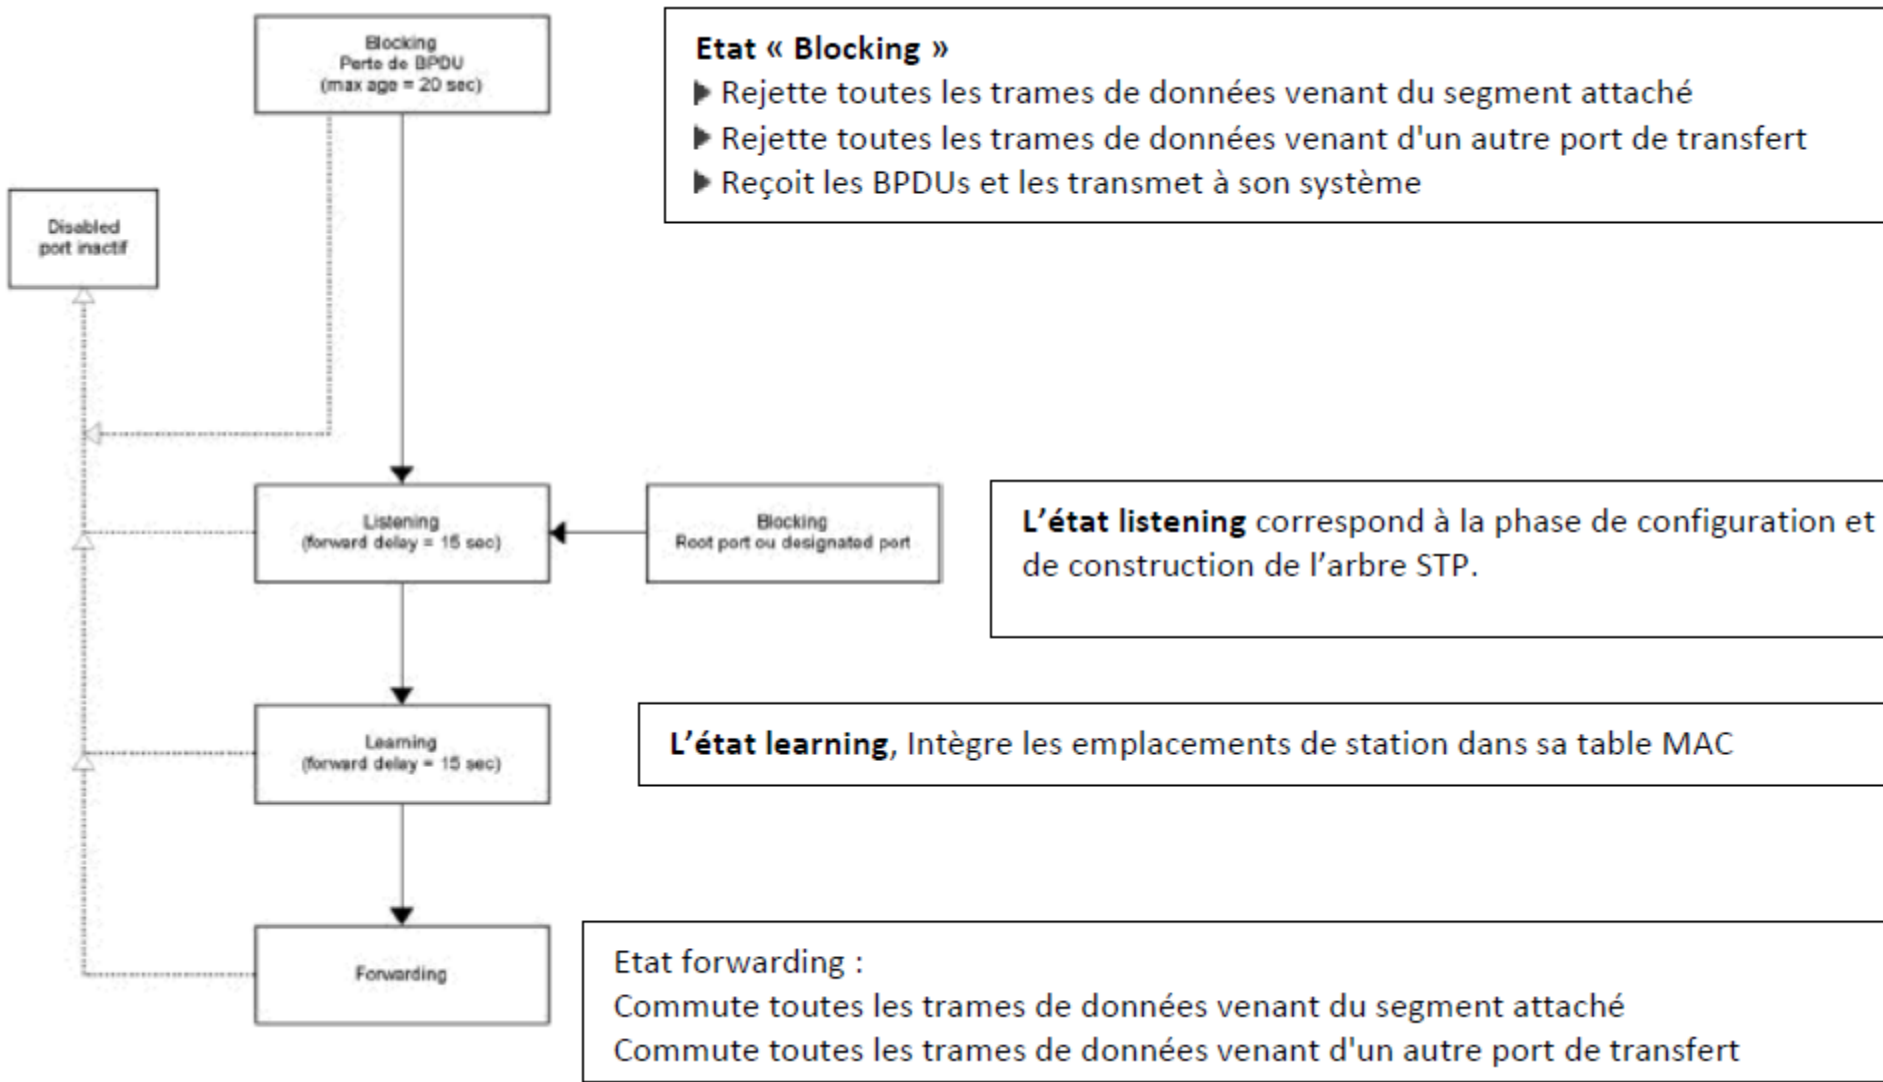 Blocking
Perte de BPDU
(max age = 20 sec)
Etat « Blocking »
Rejette toutes les trames de données venant du segment attaché
Rejette toutes les trames de données venant d'un autre port de transfert
Reçoit les BPDUs et les transmet à son système
Disabled
port inactif
Listening
(forward delay = 15 sec)
Blocking
Root port ou designated port
L'état listening correspond à la phase de configuration et
de construction de l'arbre STP.
Learning
(forward delay = 15 sec)
L'état learning, Intègre les emplacements de station dans sa table MAC
Forwarding
Etat forwarding :
Commute toutes les trames de données venant du segment attaché
Commute toutes les trames de données venant d'un autre port de transfert